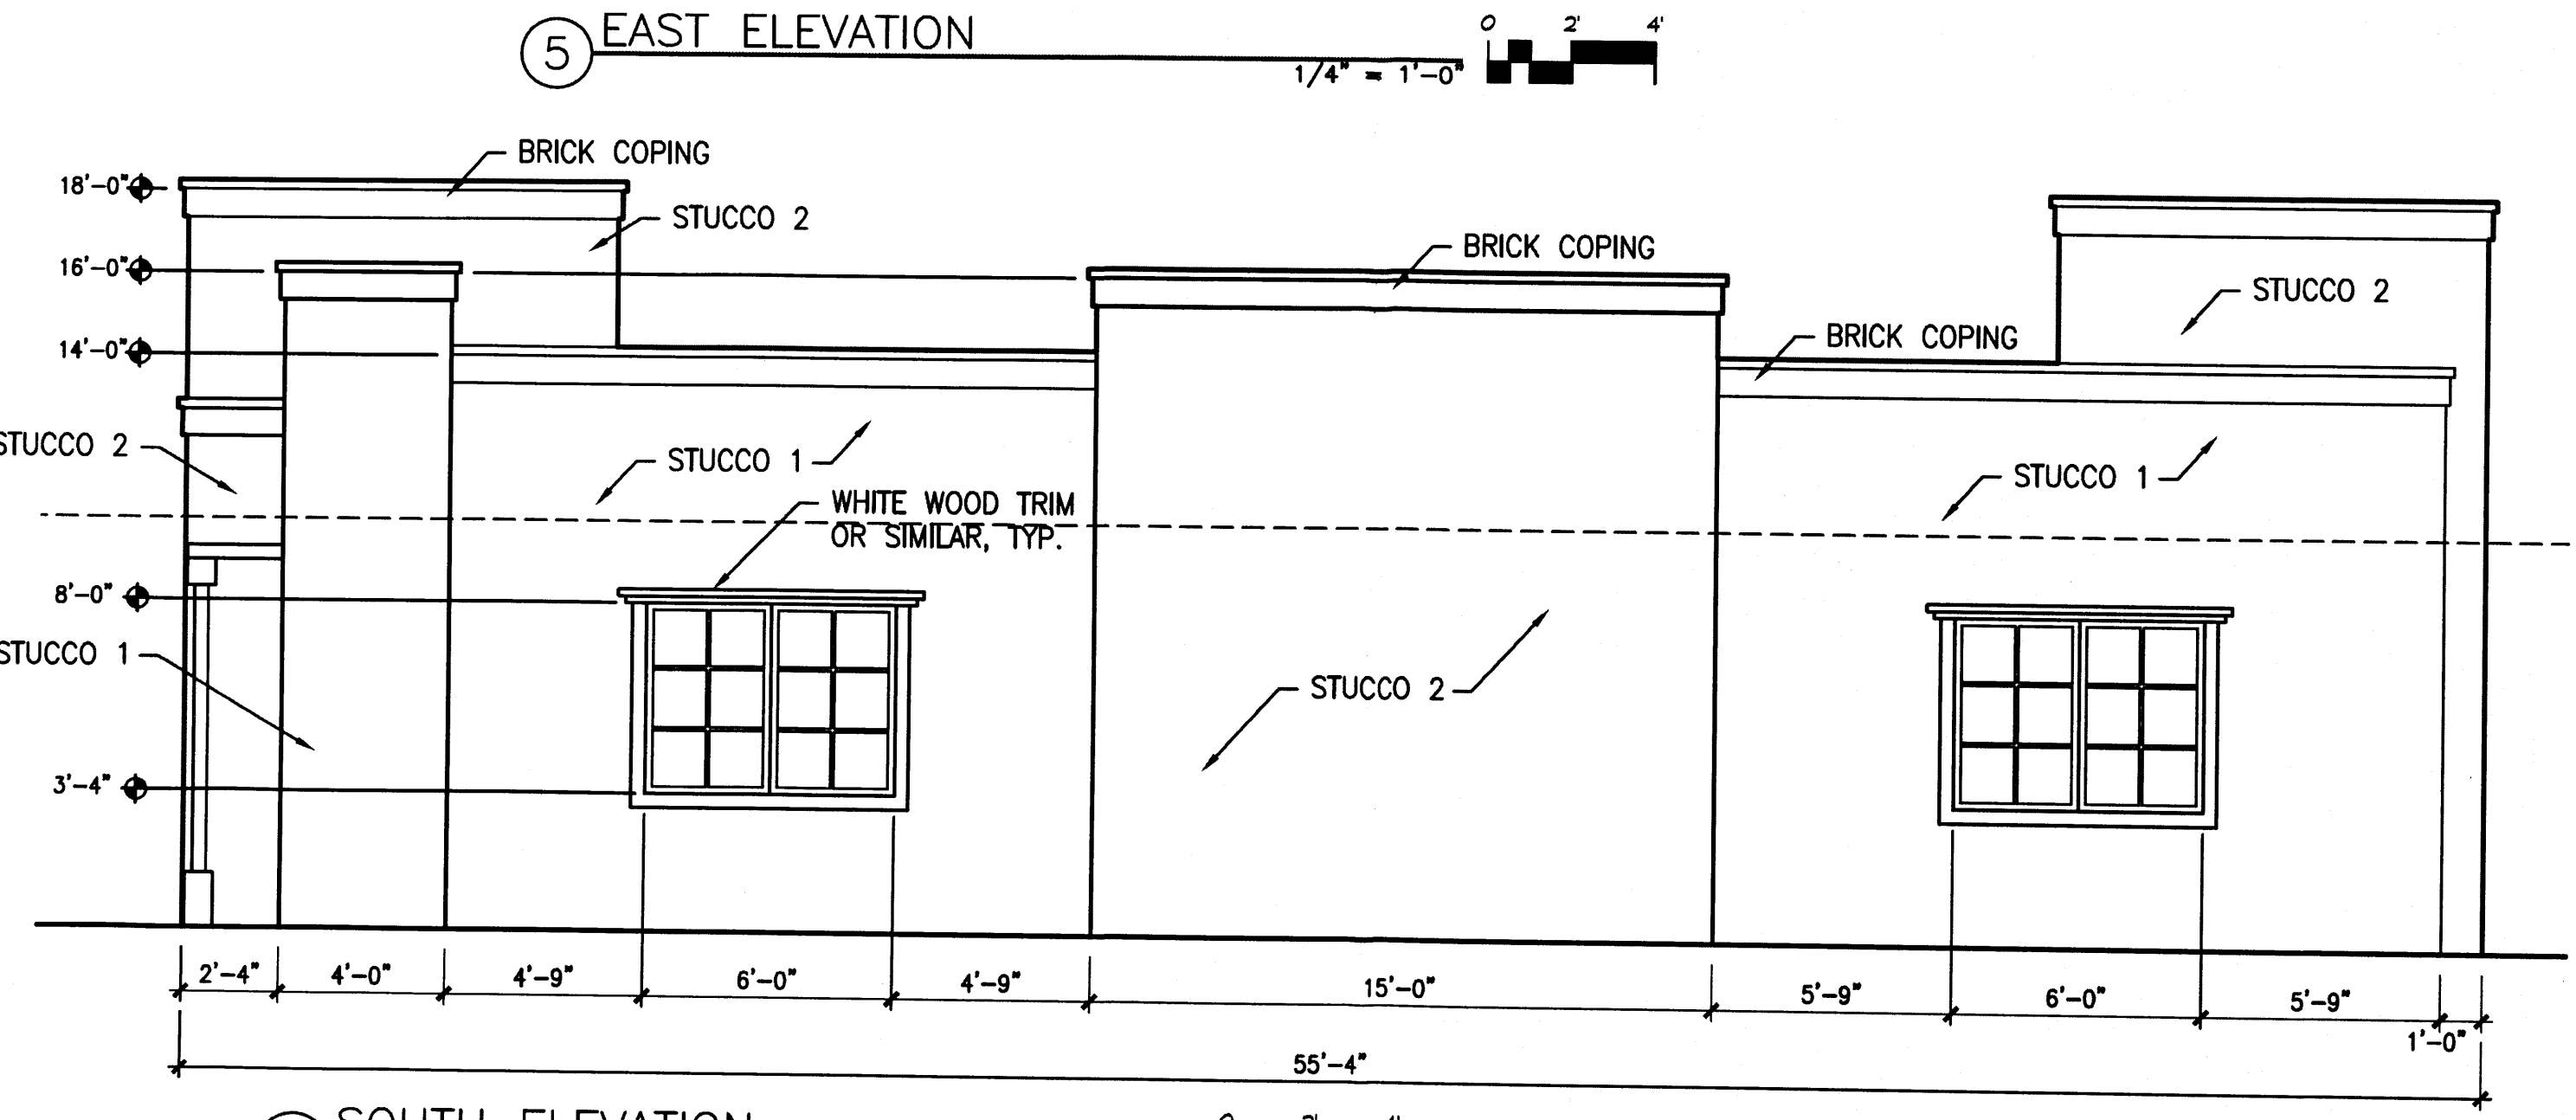 5 EAST ELEVATION
1/4" = 1'-0"
0 2' 4'
BRICK COPING
18'-0"
STUCCO 2
BRICK COPING
16'-0"
STUCCO 2
BRICK COPING
14'-0"
STUCCO 2
STUCCO 1
STUCCO 1
WHITE WOOD TRIM
OR SIMILAR, TYP.
8'-0"
STUCCO 1
STUCCO 2
3'-4"
2'-4" 4'-0" 4'-9" 6'-0" 4'-9" 15'-0" 5'-9" 6'-0" 5'-9"
1'-0"
55'-4"
SOUTH ELEVATION